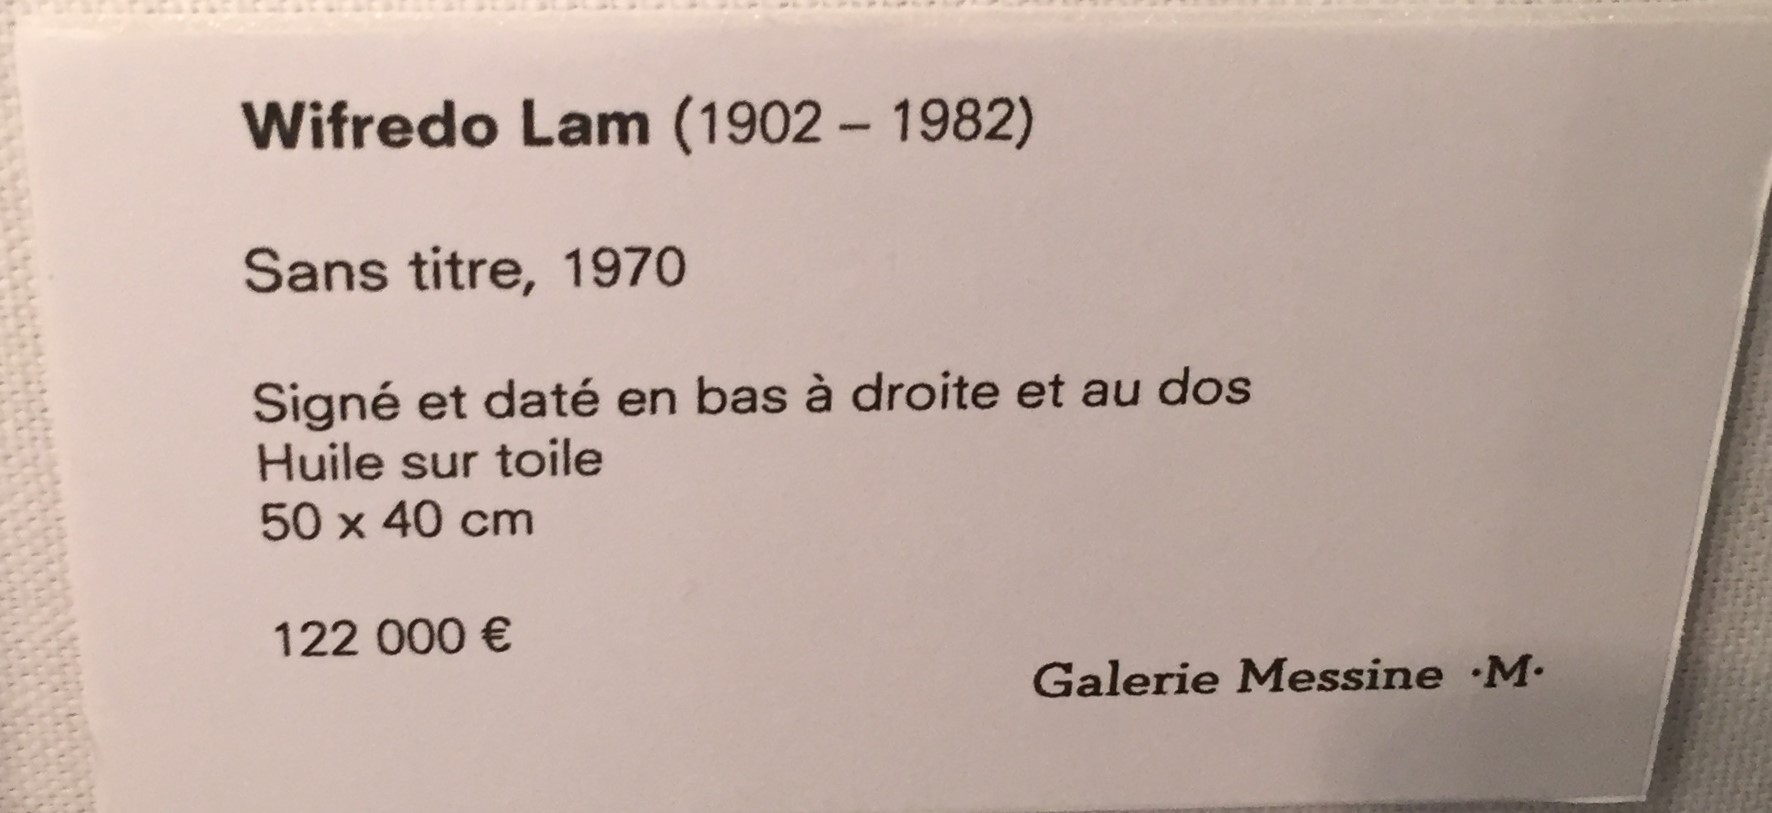 Wifredo Lam (1902 – 1982)
Sans titre, 1970
Signé et daté en bas à droite et au dos
Huile sur toile
50 x 40 cm
122 000 €
Galerie Messine ·M·